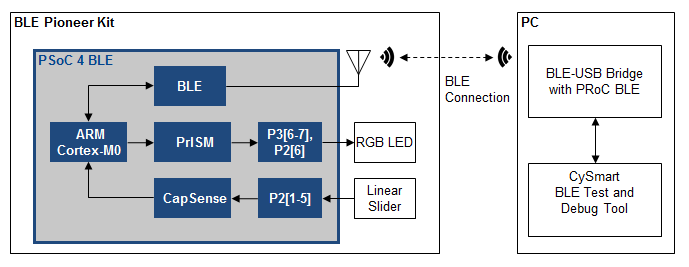 BLE Pioneer Kit
PSoC 4 BLE
BLE
ARM
Cortex-M0
PrISM
P3[6-7],
P2[6]
RGB LED
CapSense
P2[1-5]
Linear
Slider
BLE
Connection
PC
BLE-USB Bridge
with PRoC BLE
CySmart
BLE Test and
Debug Tool